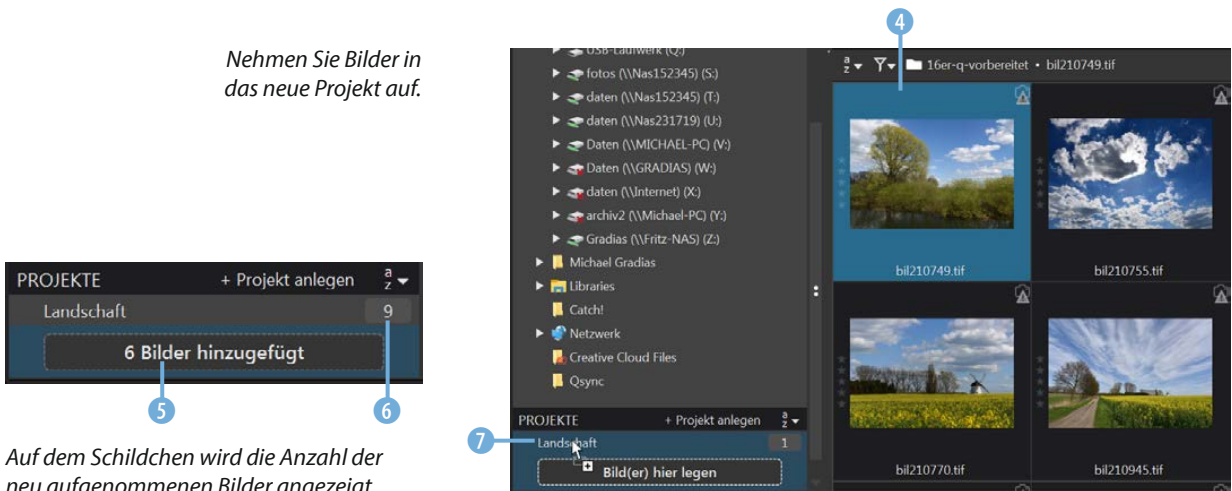 4
Nehmen Sie Bilder in
das neue Projekt auf.
PROJEKTE + Projekt anlegen a z
Landschaft 9
6 Bilder hinzugefügt
5 6
Auf dem Schildchen wird die Anzahl der
neu aufgenommenen Bilder angezeigt
USB-Laufwerk (Q:)
fotos (\\Nas152345) (S:)
daten (\\Nas152345) (T:)
daten (\\Nas231719) (U:)
Daten (\\MICHAEL-PC) (V:)
Daten (\\GRADIAS) (W:)
daten (\\Internet) (X:)
archiv2 (\\Michael-PC) (Y:)
Gradias (\\Fritz-NAS) (Z:)
Michael Gradias
Libraries
Catch!
Netzwerk
Creative Cloud Files
Qsync
PROJEKTE + Projekt anlegen a z
7 Landschaft 1
Bild(er) hier legen
a z 16er-q-vorbereitet • bil210749.tif
bil210749.tif bil210755.tif
bil210770.tif bil210945.tif